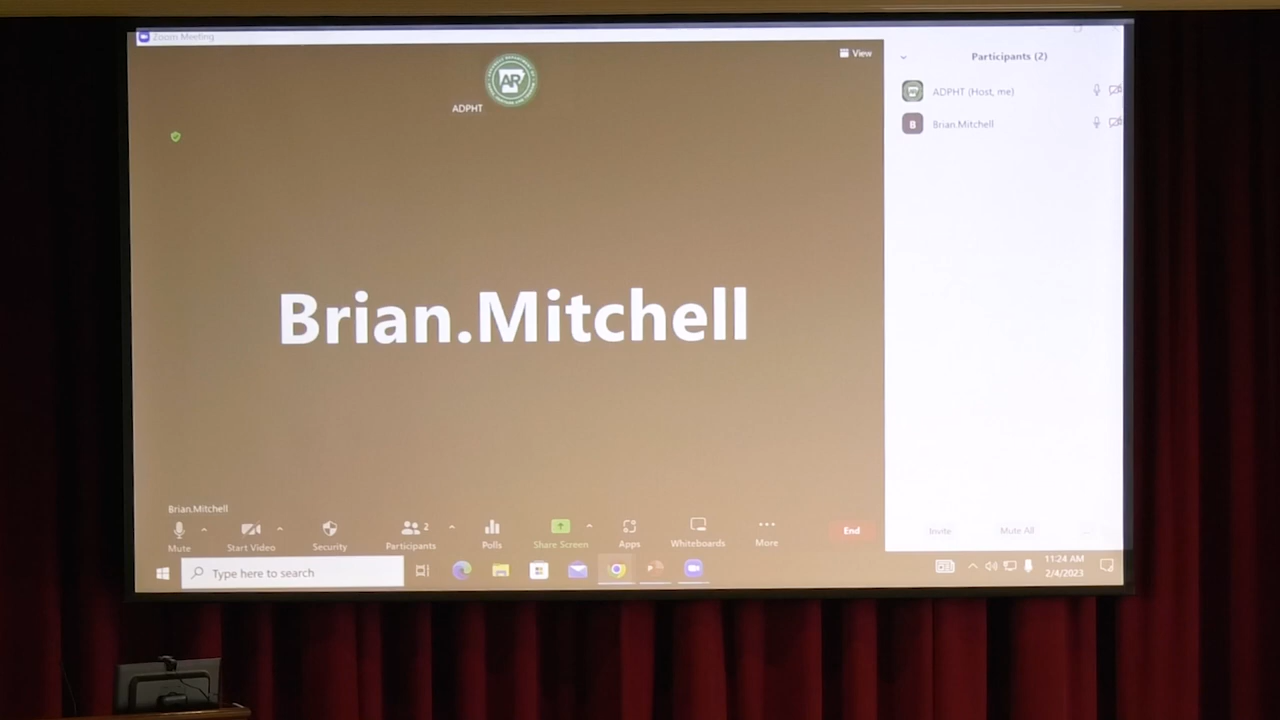 Zoom Meeting
View
Participants (2)
AR
ADPHT
ADPHT (Host, me)
B Brian.Mitchell
Brian.Mitchell
Brian.Mitchell
Mute
Start Video
Security
Participants 2
Polls
Share Screen
Apps
Whiteboards
More
End
Invite
Mute All
Type here to search
11:24 AM
2/4/2023